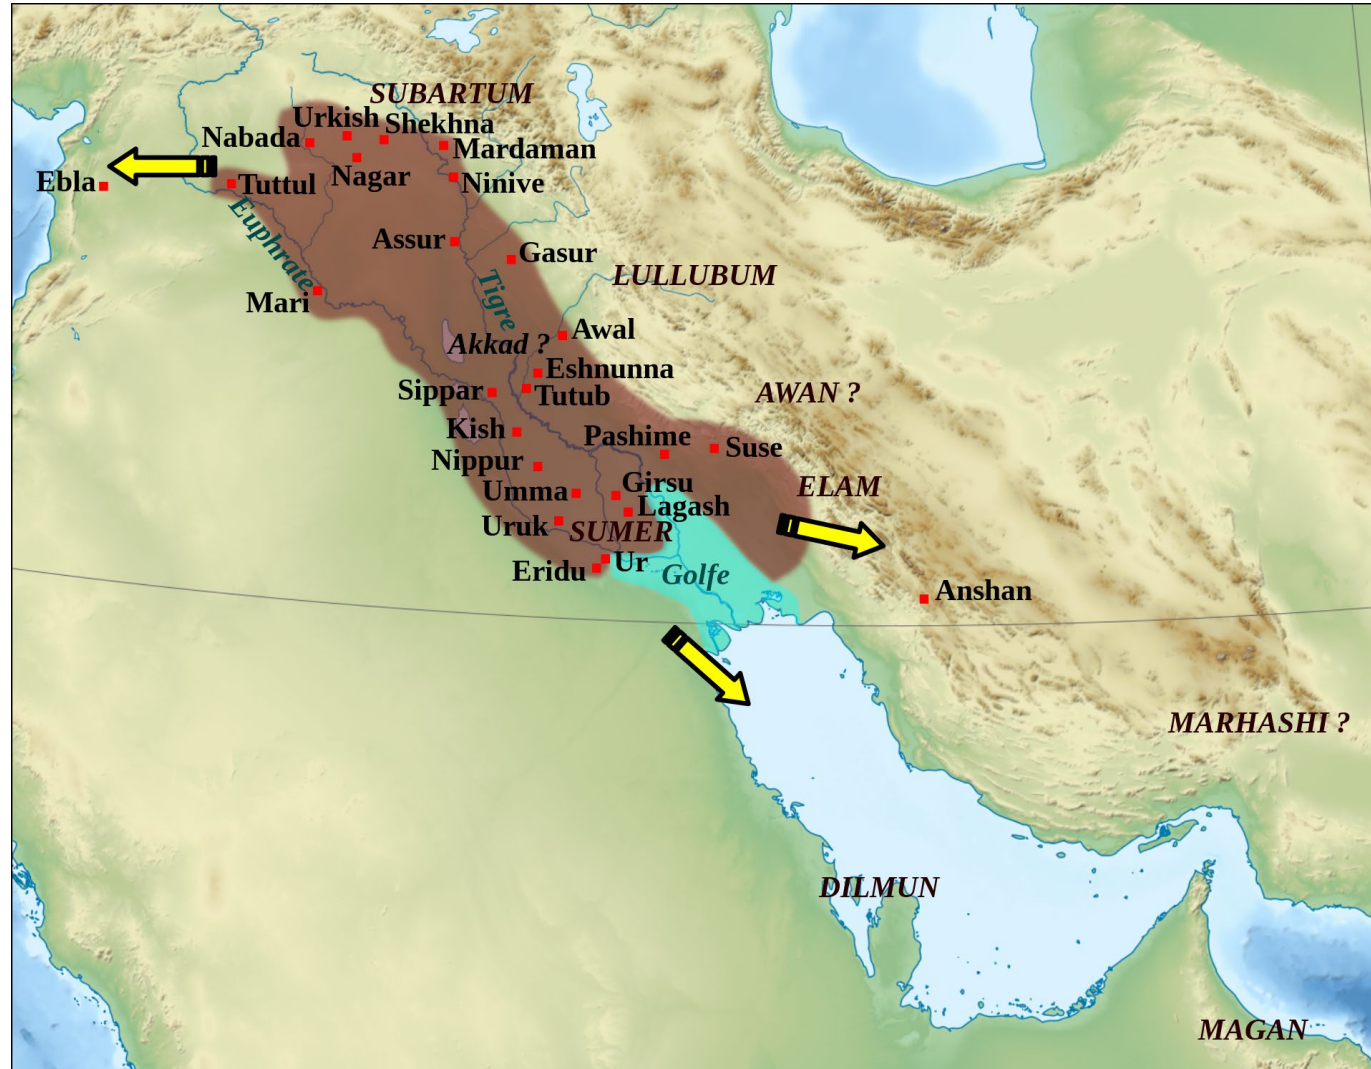 SUBARTUM
Urkish
Shekhna
Nabada
Mardaman
Nagar
Ebla
Tuttul
Ninive
Euphrate
Assur
Gasur
LULLUBUM
Tigre
Mari
Awal
Akkad ?
Eshnunna
Sippar
Tutub
AWAN ?
Kish
Pashime
Suse
Nippur
Girsu
ELAM
Umma
Lagash
Uruk
SUMER
Ur
Eridu
Golfe
Anshan
MARHASHI ?
DILMUN
MAGAN